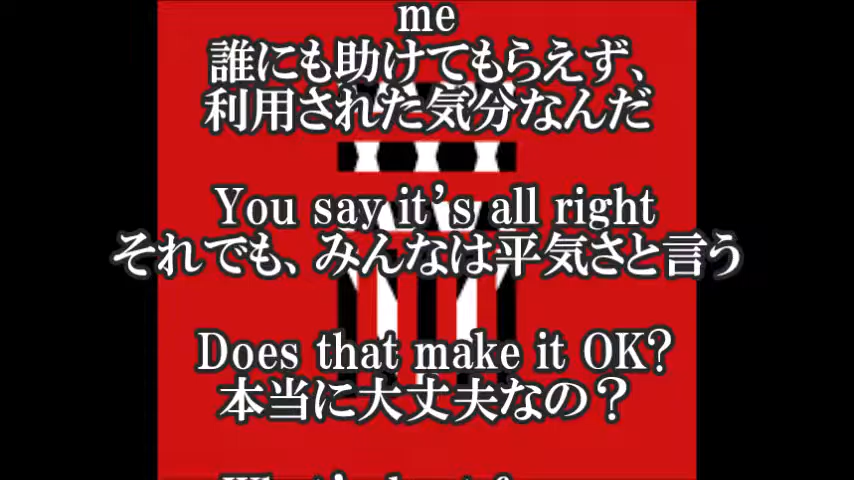 me
誰にも助けてもらえず、
利用された気分なんだ
You say it’s all right
それでも、みんなは平気さと言う
Does that make it OK?
本当に大丈夫なの？